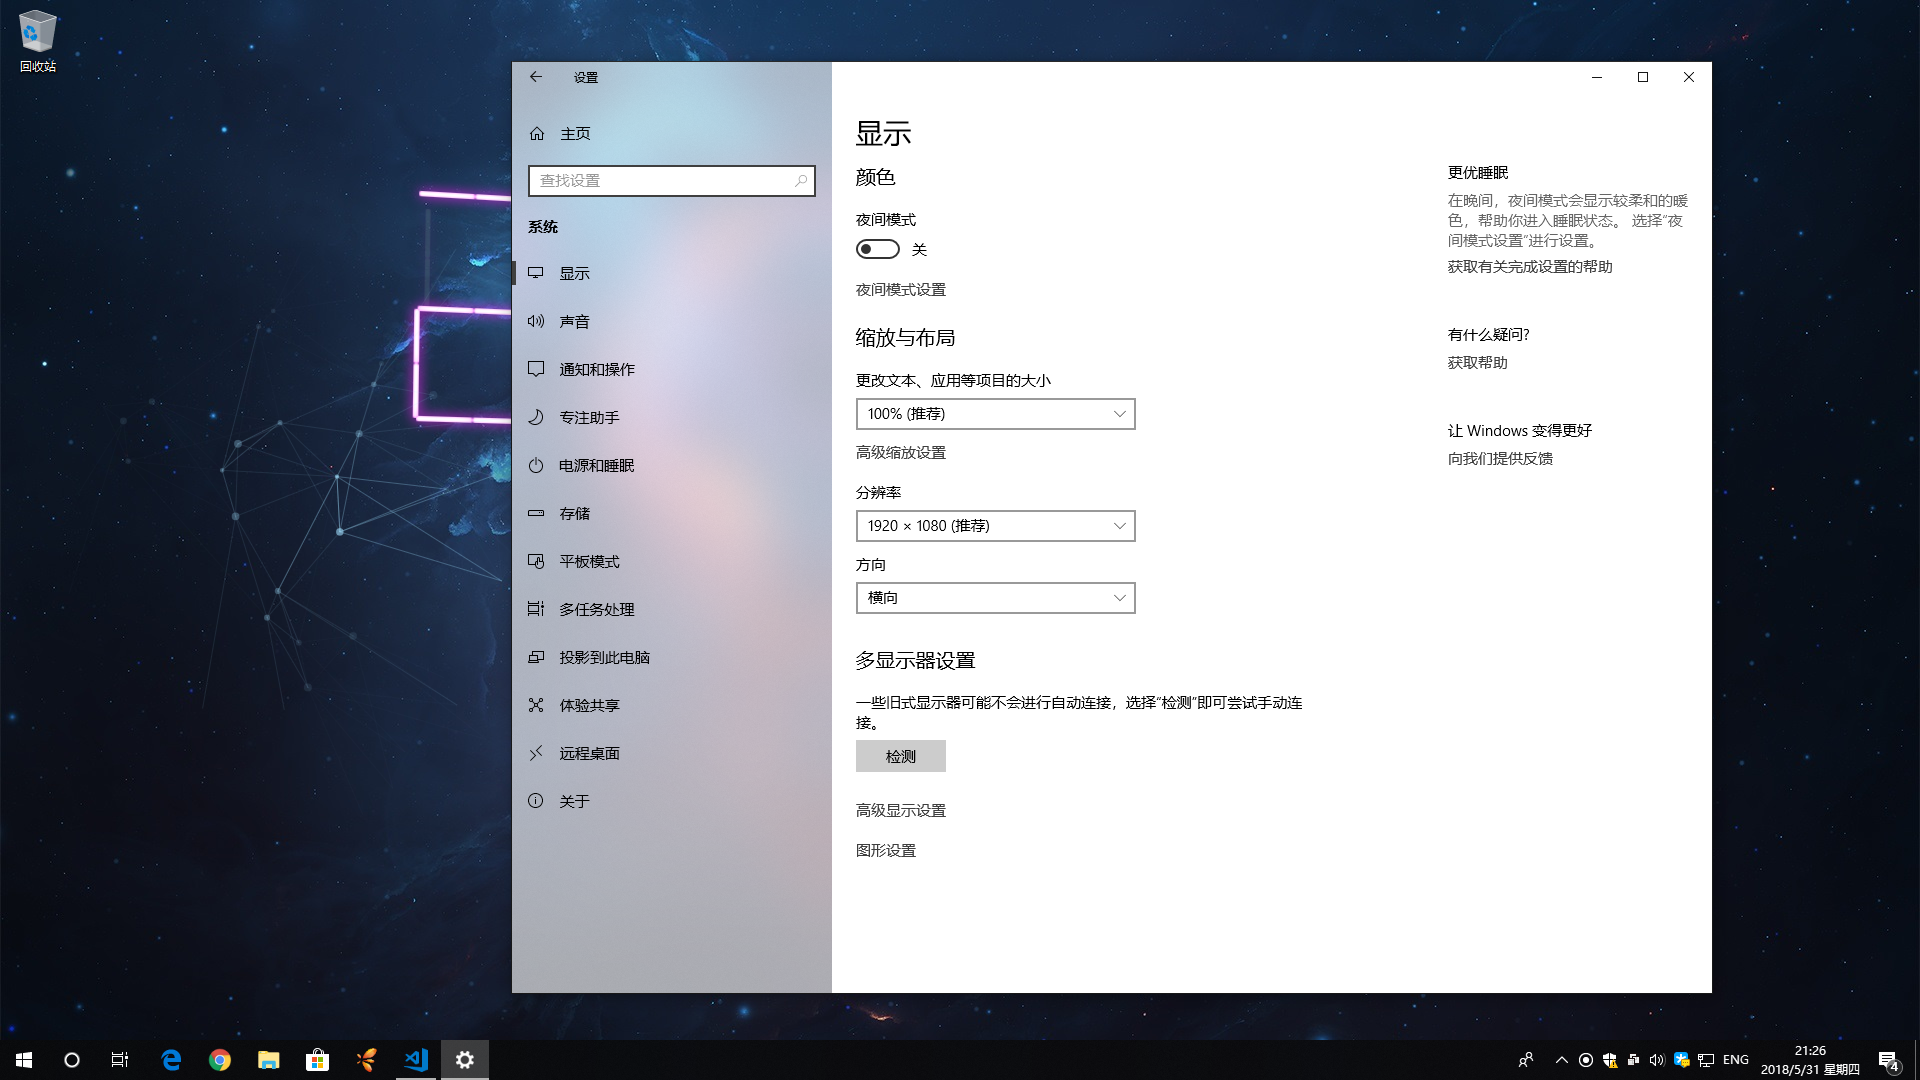 回收站
设置
主页
查找设置
系统
显示
声音
通知和操作
专注助手
电源和睡眠
存储
平板模式
多任务处理
投影到此电脑
体验共享
远程桌面
关于
显示
颜色
夜间模式
关
夜间模式设置
缩放与布局
更改文本、应用等项目的大小
100% (推荐)
高级缩放设置
分辨率
1920 × 1080 (推荐)
方向
横向
多显示器设置
一些旧式显示器可能不会进行自动连接，选择"检测"即可尝试手动连
接。
检测
高级显示设置
图形设置
更优睡眠
在晚间，夜间模式会显示较柔和的暖
色，帮助你进入睡眠状态。 选择"夜
间模式设置"进行设置。
获取有关完成设置的帮助
有什么疑问?
获取帮助
让 Windows 变得更好
向我们提供反馈
ENG
21:26
2018/5/31 星期四
4